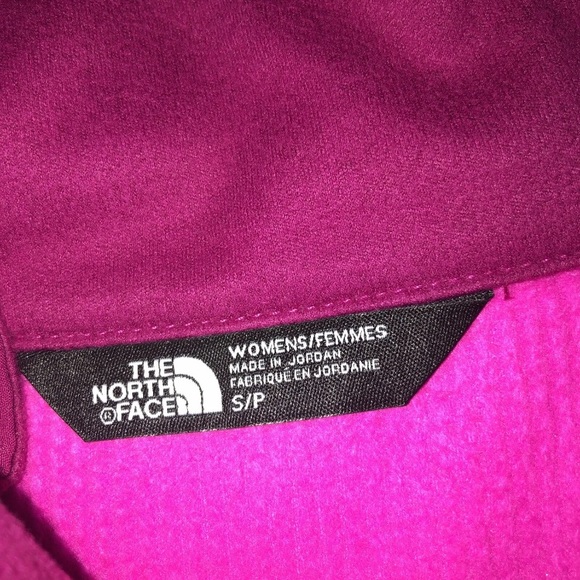 THE
NORTH
®FACE
WOMENS/FEMMES
MADE IN JORDAN
FABRIQUE EN JORDANIE
S/P